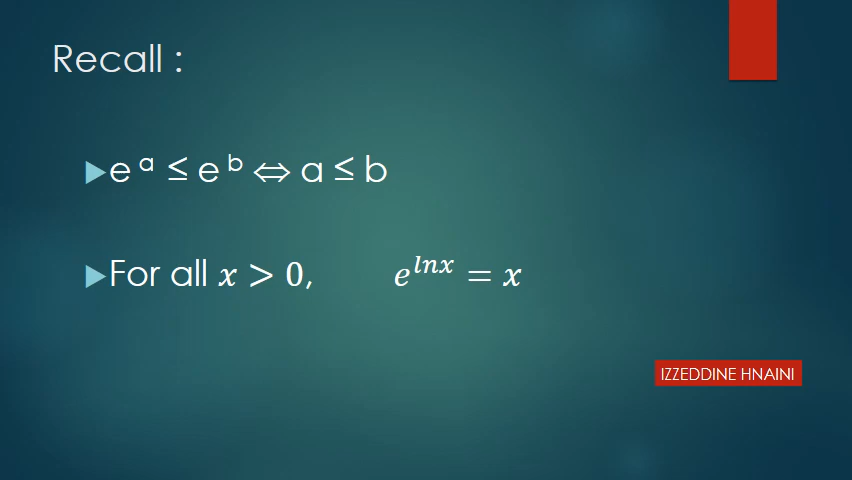 Recall :
e ᵃ ≤ e ᵇ ⇔ a ≤ b
For all 𝑥 > 0, 𝑒^{𝑙𝑛𝑥} = 𝑥
IZZEDDINE HNAINI